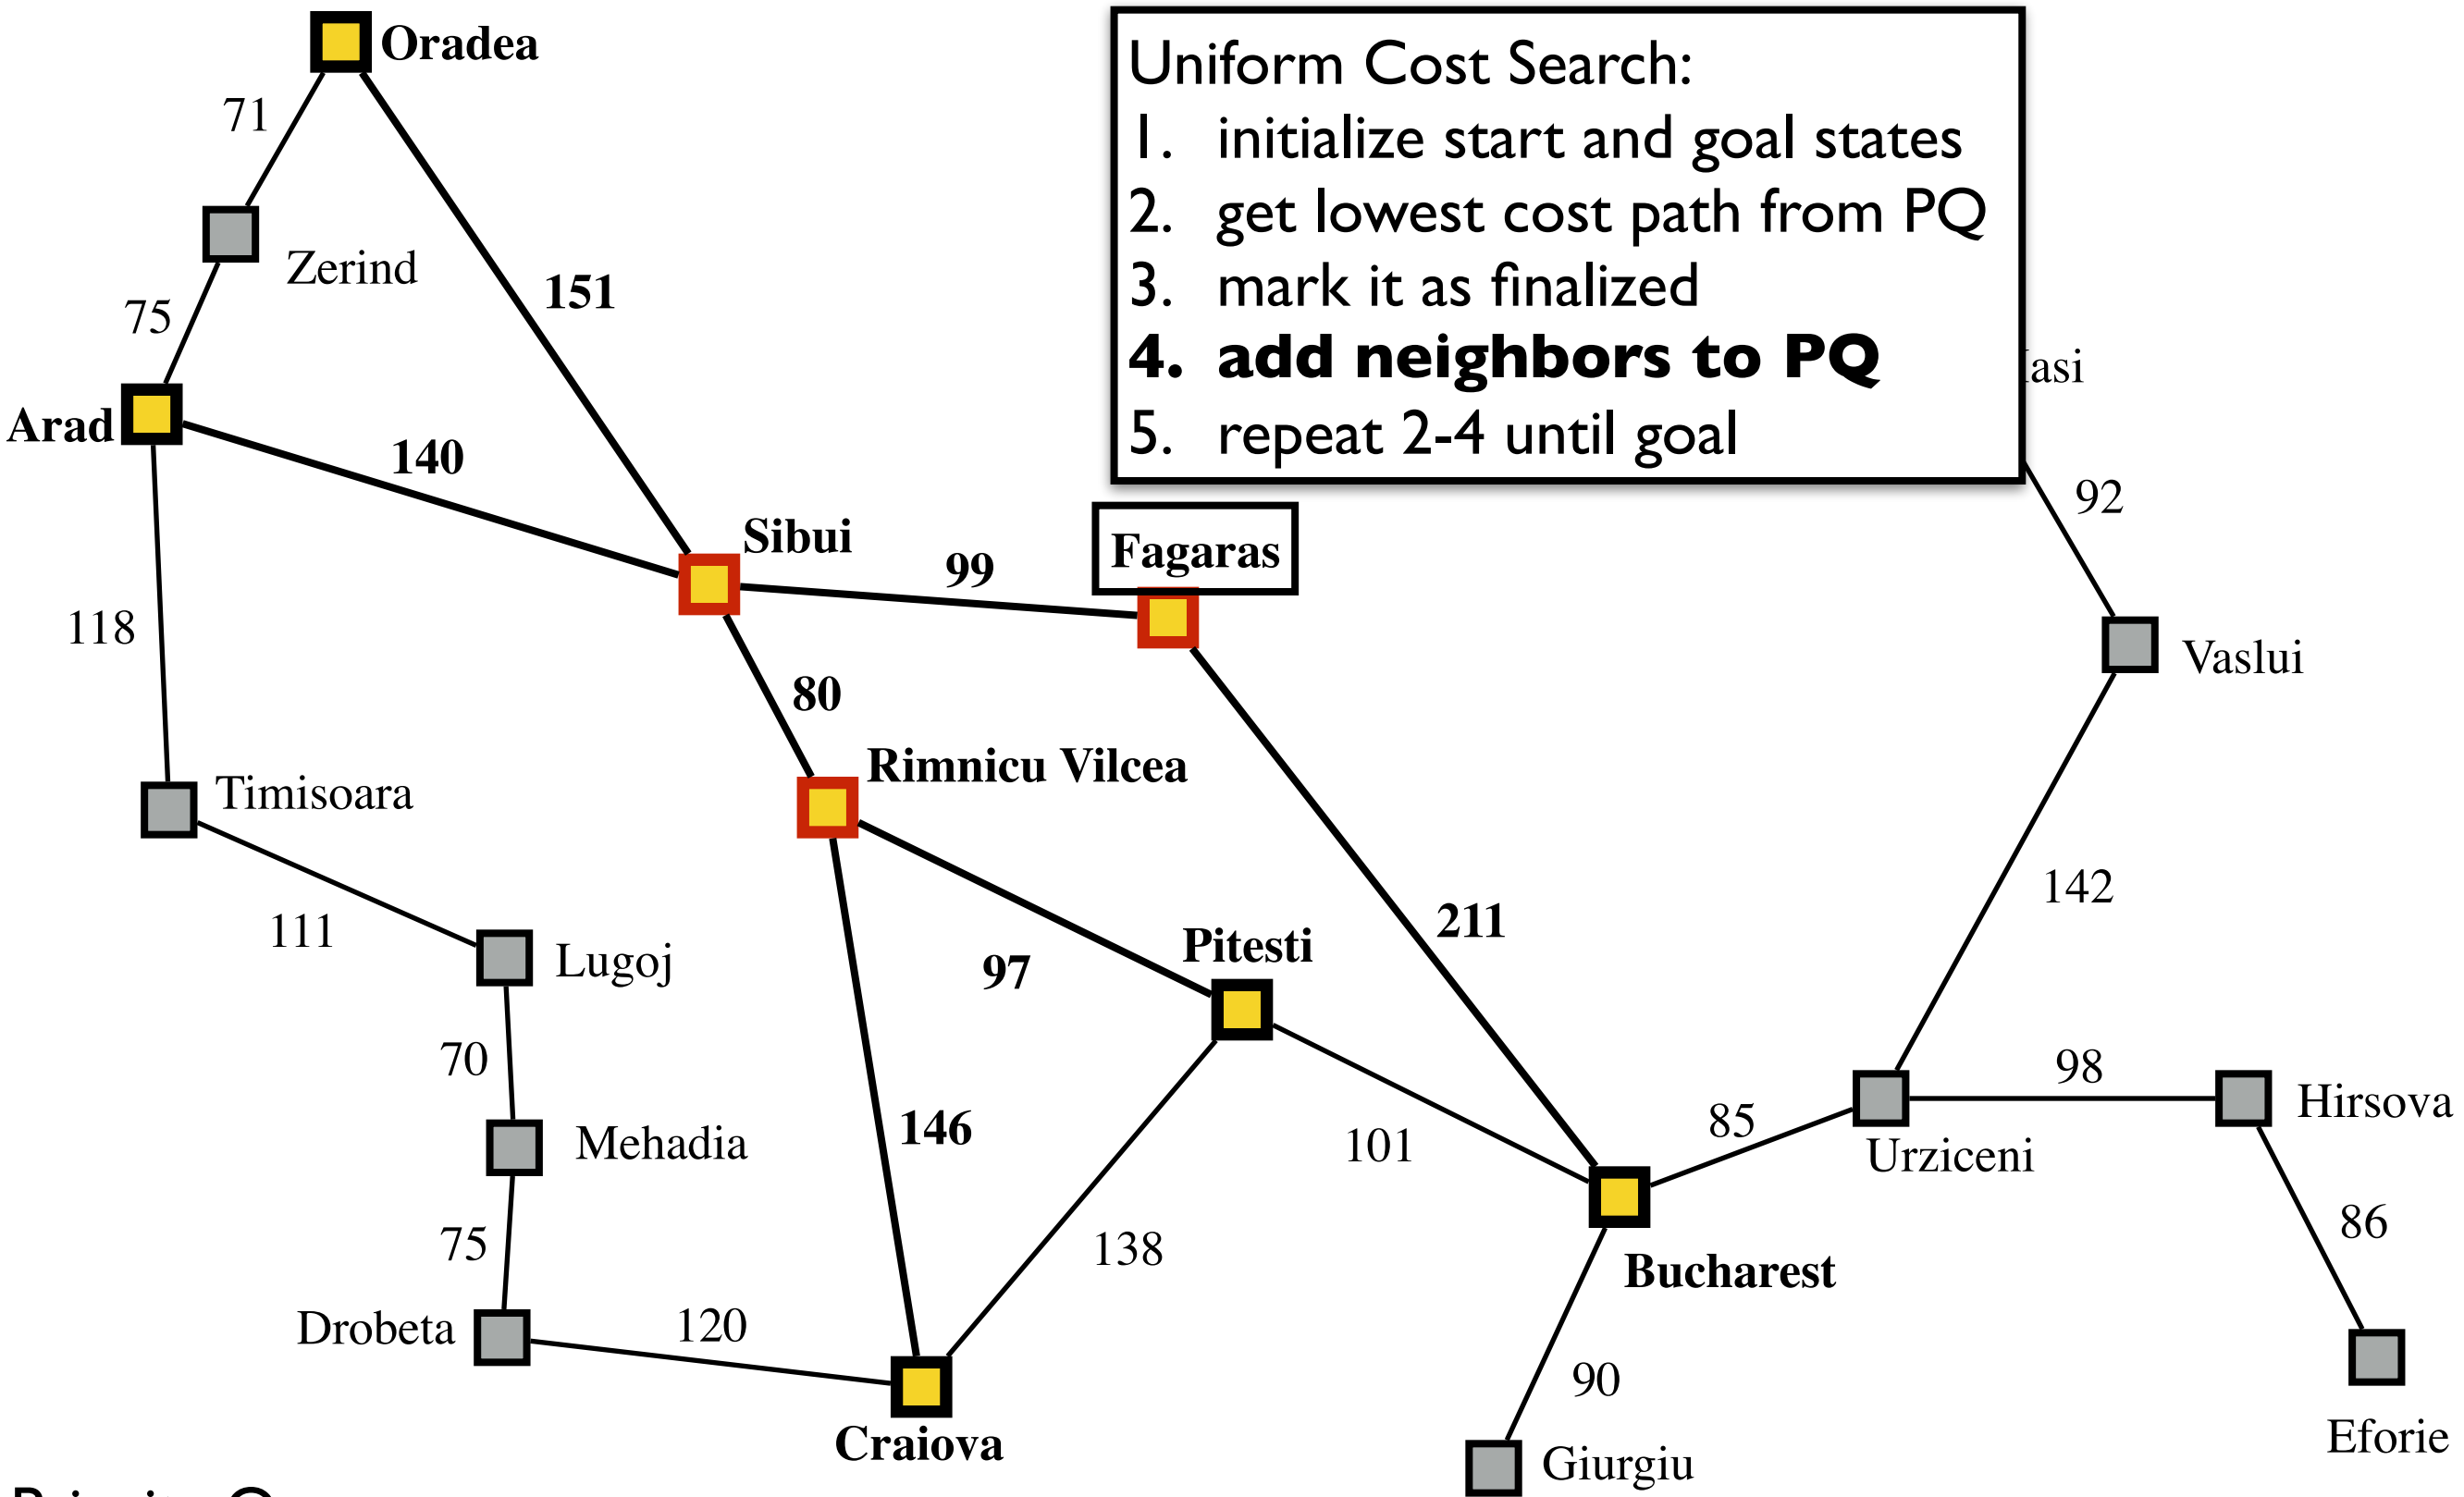 Oradea
Uniform Cost Search:
1. initialize start and goal states
2. get lowest cost path from PQ
3. mark it as finalized
4. add neighbors to PQ
5. repeat 2-4 until goal
71
Zerind
151
75
Iasi
Arad
140
92
Sibui
Fagaras
99
118
Vaslui
80
Rimnicu Vilcea
Timisoara
142
211
111
Pitesti
Lugoj
97
70
98
Hirsova
85
146
101
Mehadia
Urziceni
86
75
138
Bucharest
Drobeta
120
90
Craiova
Eforie
Giurgiu